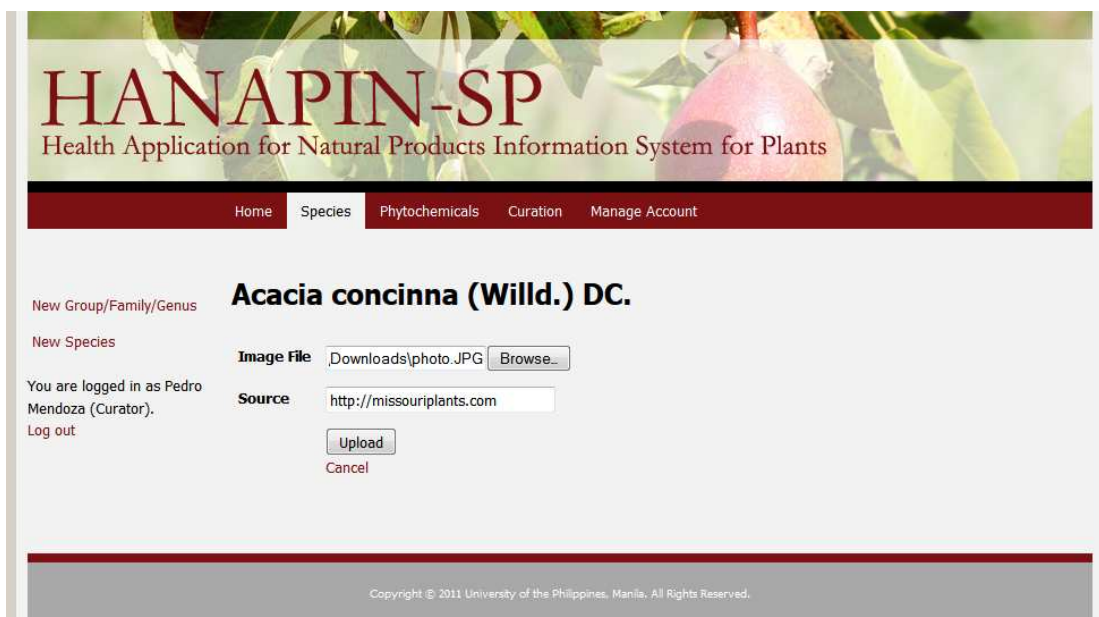 HANAPIN-SP
Health Application for Natural Products Information System for Plants
Home Species Phytochemicals Curation Manage Account
New Group/Family/Genus
New Species
You are logged in as Pedro
Mendoza (Curator).
Log out
Acacia concinna (Willd.) DC.
Image File ,Downloads\photo.JPG Browse...
Source http://missouriplants.com
Upload
Cancel
Copyright © 2011 University of the Philippines, Manila. All Rights Reserved.